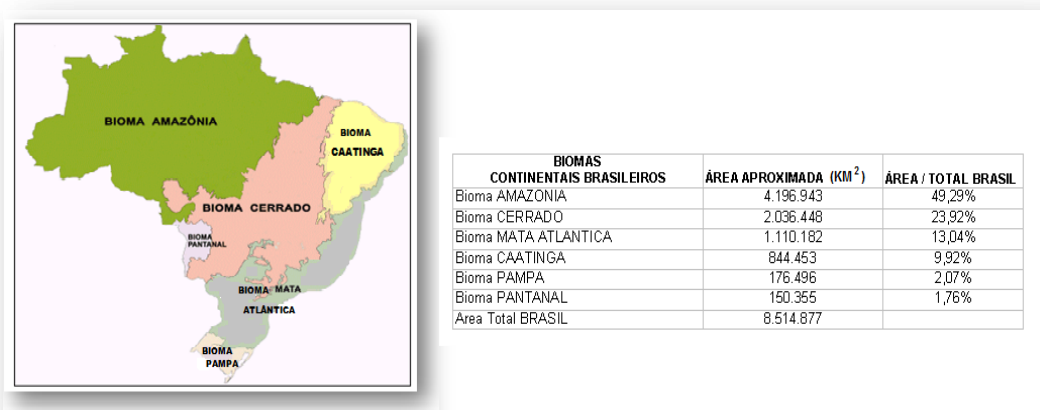 BIOMA AMAZÔNIA
BIOMA
CAATINGA
BIOMA CERRADO
BIOMA
PANTANAL
BIOMA MATA
ATLÂNTICA
BIOMA
PAMPA
BIOMAS
CONTINENTAIS BRASILEIROS ÁREA APROXIMADA (KM²) ÁREA / TOTAL BRASIL
Bioma AMAZONIA 4.196.943 49,29%
Bioma CERRADO 2.036.448 23,92%
Bioma MATA ATLANTICA 1.110.182 13,04%
Bioma CAATINGA 844.453 9,92%
Bioma PAMPA 176.496 2,07%
Bioma PANTANAL 150.355 1,76%
Area Total BRASIL 8.514.877